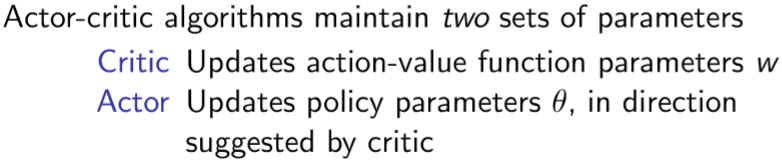 Actor-critic algorithms maintain two sets of parameters
Critic Updates action-value function parameters w
Actor Updates policy parameters θ, in direction
suggested by critic